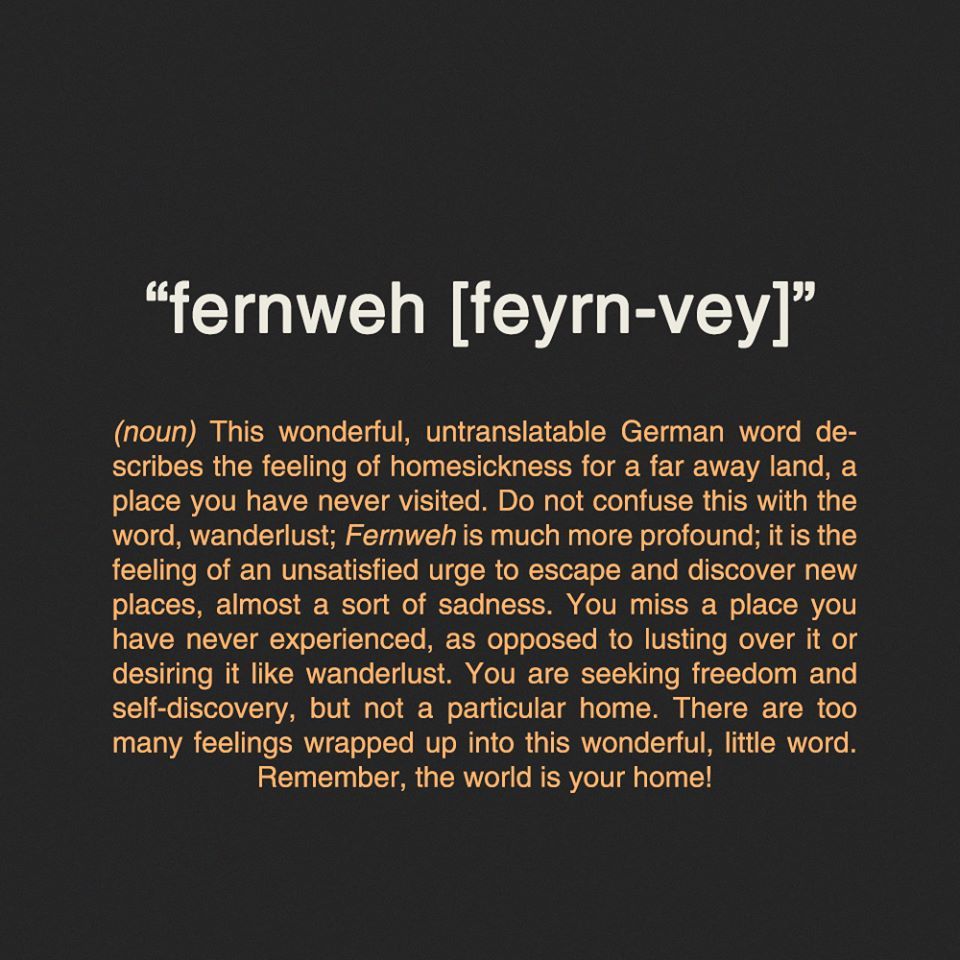 “fernweh [feyrn-vey]”
(noun) This wonderful, untranslatable German word de-
scribes the feeling of homesickness for a far away land, a
place you have never visited. Do not confuse this with the
word, wanderlust; Fernweh is much more profound; it is the
feeling of an unsatisfied urge to escape and discover new
places, almost a sort of sadness. You miss a place you
have never experienced, as opposed to lusting over it or
desiring it like wanderlust. You are seeking freedom and
self-discovery, but not a particular home. There are too
many feelings wrapped up into this wonderful, little word.
Remember, the world is your home!